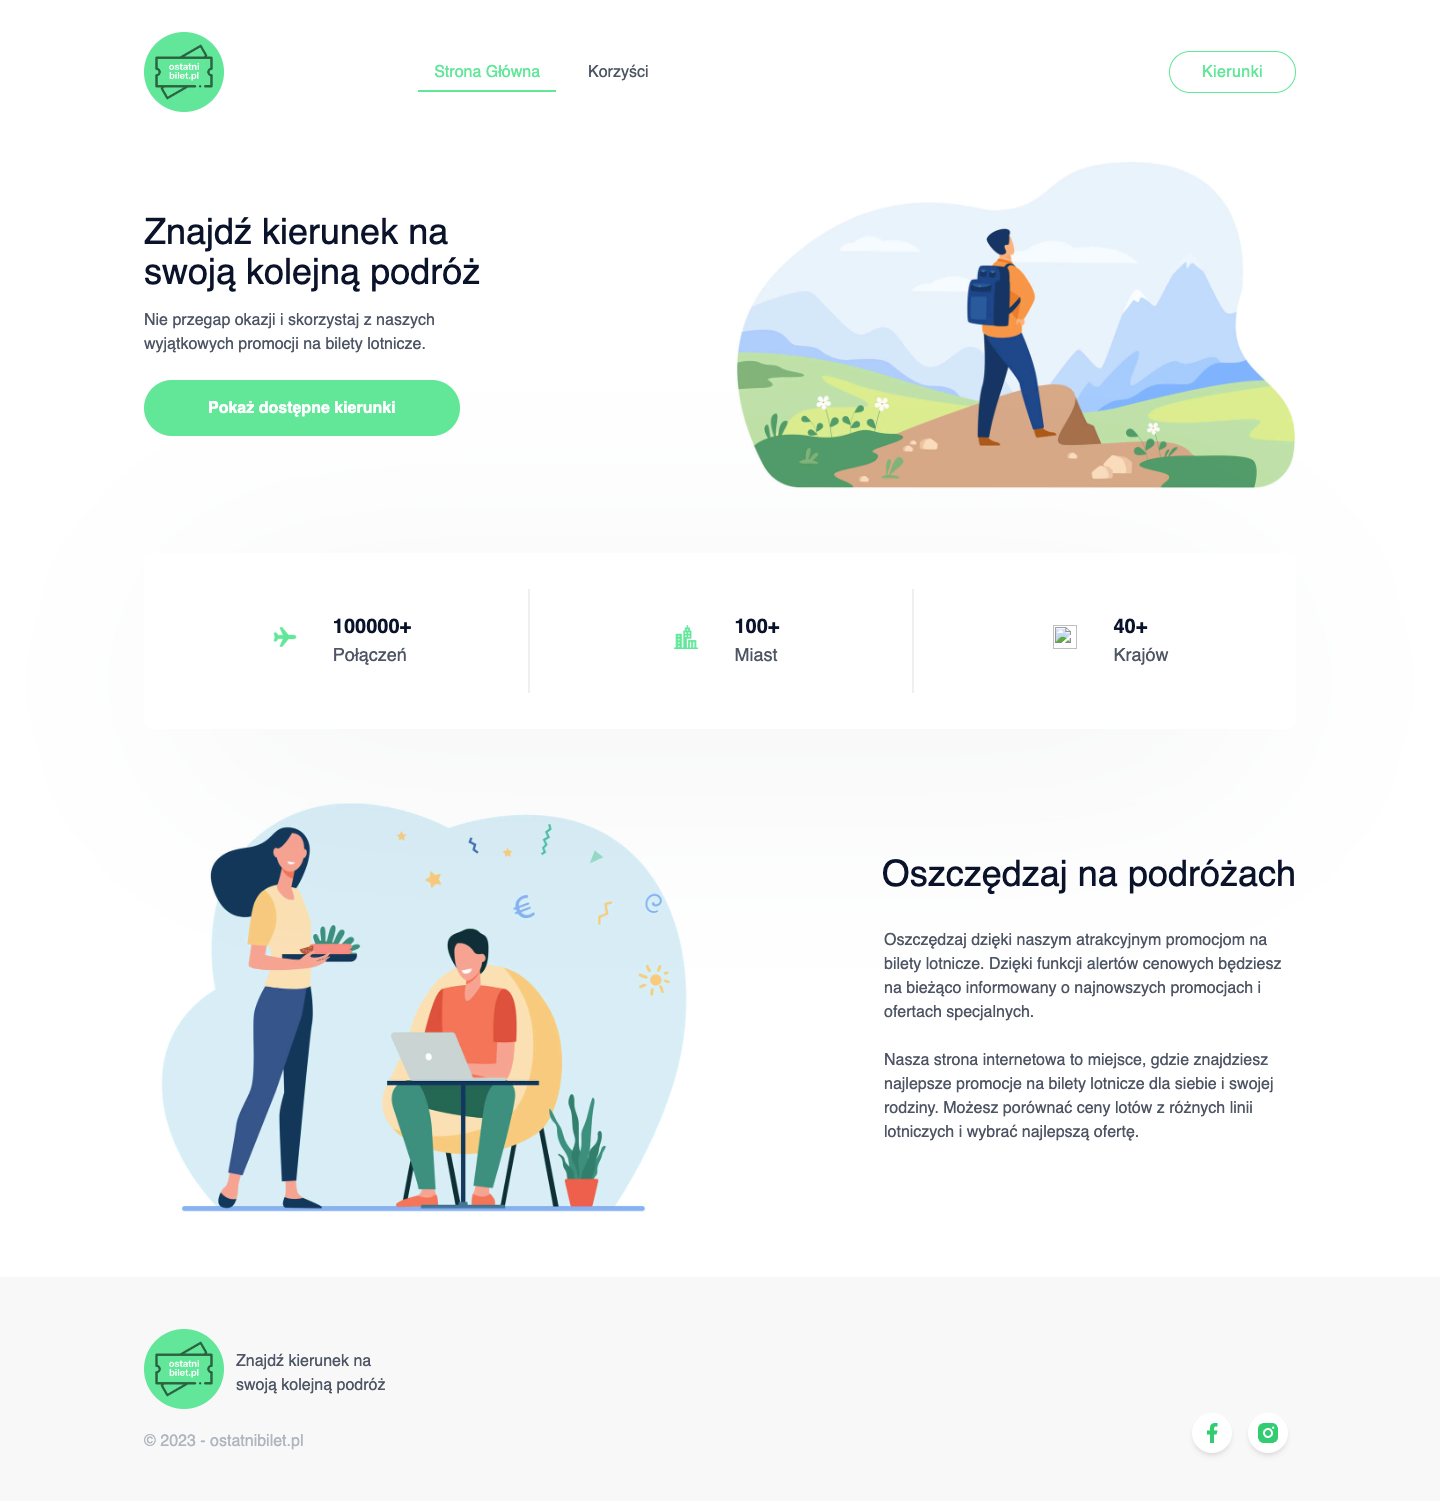 ostatni
bilet.pl
Strona Główna
Korzyści
Kierunki
Znajdź kierunek na
swoją kolejną podróż
Nie przegap okazji i skorzystaj z naszych
wyjątkowych promocji na bilety lotnicze.
Pokaż dostępne kierunki
100000+
Połączeń
100+
Miast
40+
Krajów
€
Oszczędzaj na podróżach
Oszczędzaj dzięki naszym atrakcyjnym promocjom na
bilety lotnicze. Dzięki funkcji alertów cenowych będziesz
na bieżąco informowany o najnowszych promocjach i
ofertach specjalnych.
Nasza strona internetowa to miejsce, gdzie znajdziesz
najlepsze promocje na bilety lotnicze dla siebie i swojej
rodziny. Możesz porównać ceny lotów z różnych linii
lotniczych i wybrać najlepszą ofertę.
ostatni
bilet.pl
Znajdź kierunek na
swoją kolejną podróż
© 2023 - ostatnibilet.pl